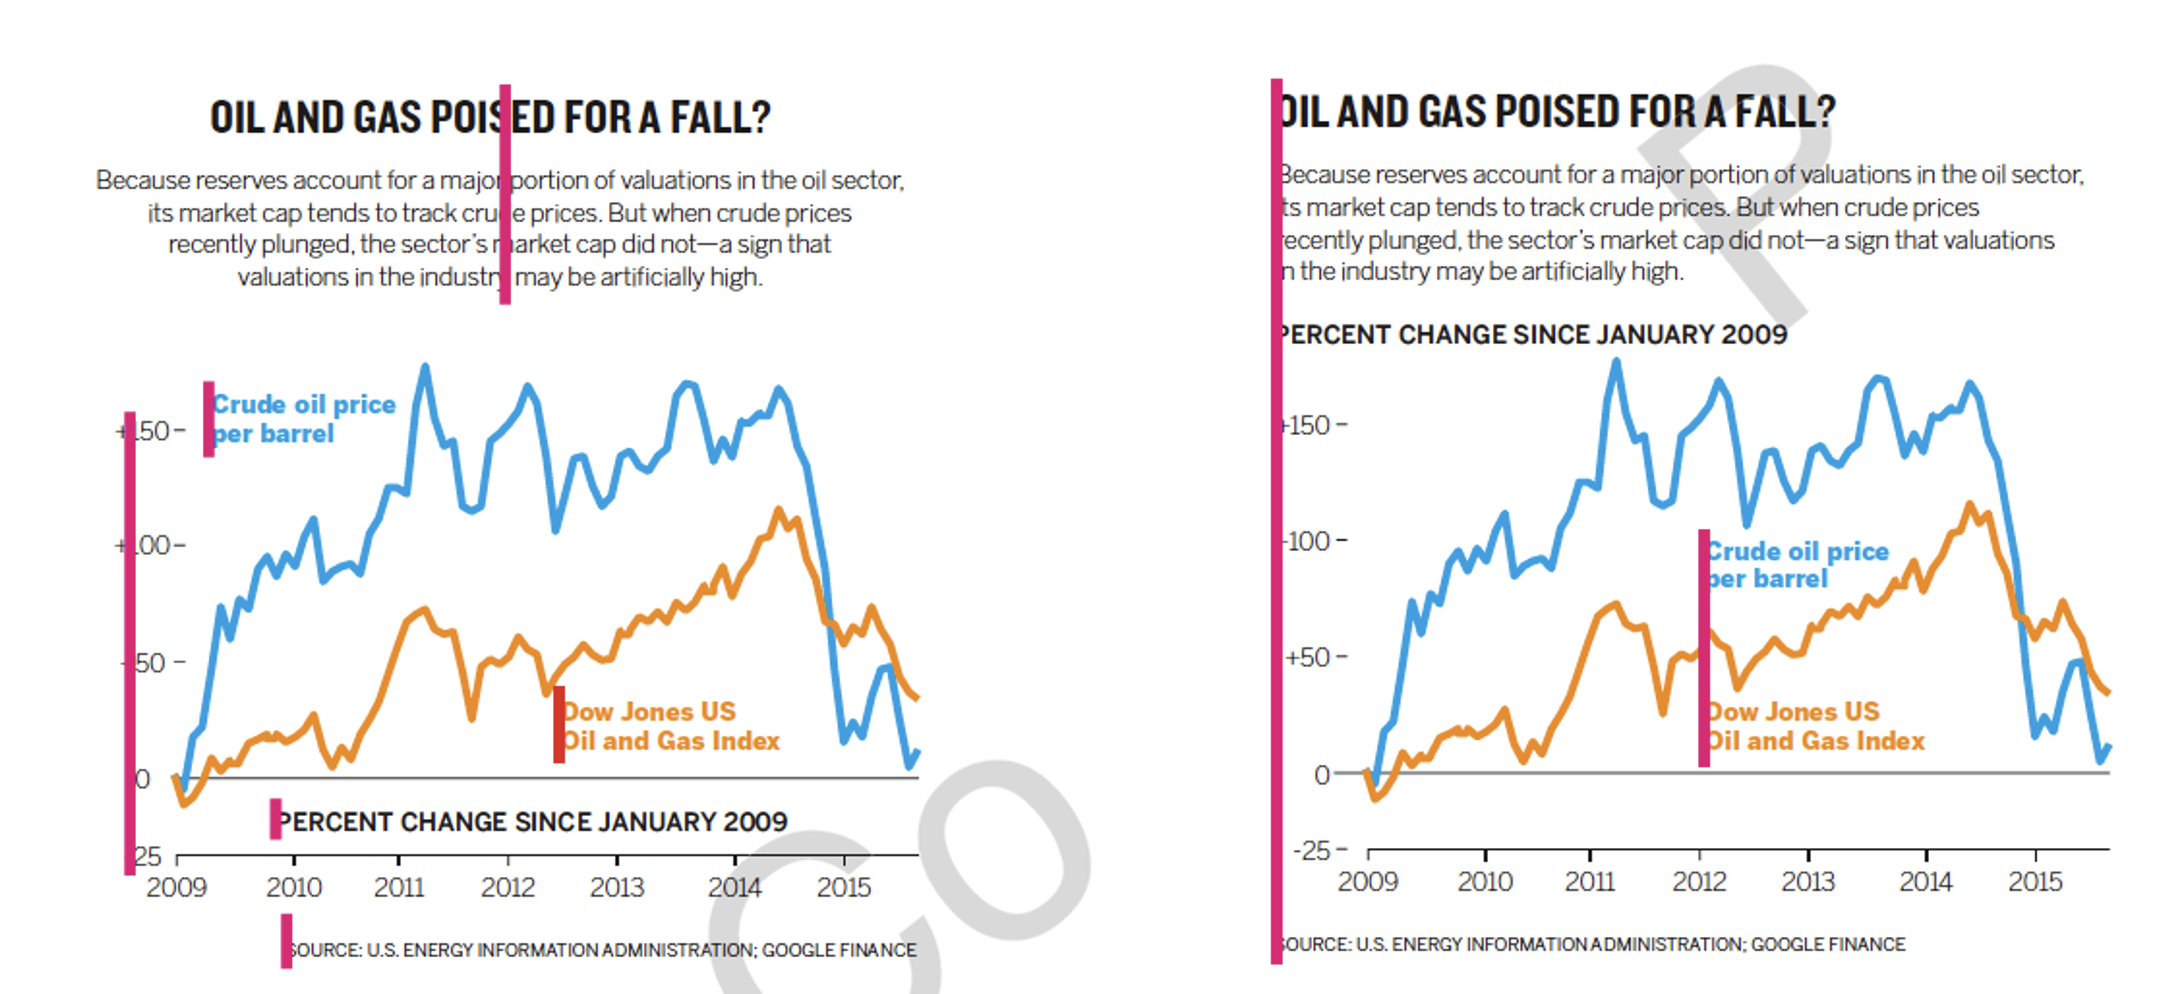 OIL AND GAS POISED FOR A FALL?
Because reserves account for a major portion of valuations in the oil sector,
its market cap tends to track crude prices. But when crude prices
recently plunged, the sector's market cap did not—a sign that
valuations in the industry may be artificially high.
Crude oil price
per barrel
+150
+100
+50
0
Dow Jones US
Oil and Gas Index
PERCENT CHANGE SINCE JANUARY 2009
-25
2009 2010 2011 2012 2013 2014 2015
SOURCE: U.S. ENERGY INFORMATION ADMINISTRATION; GOOGLE FINANCE
CO
OIL AND GAS POISED FOR A FALL?
Because reserves account for a major portion of valuations in the oil sector,
its market cap tends to track crude prices. But when crude prices
recently plunged, the sector's market cap did not—a sign that valuations
in the industry may be artificially high.
P
PERCENT CHANGE SINCE JANUARY 2009
+150
+100
Crude oil price
per barrel
+50
Dow Jones US
Oil and Gas Index
0
-25
2009 2010 2011 2012 2013 2014 2015
SOURCE: U.S. ENERGY INFORMATION ADMINISTRATION; GOOGLE FINANCE